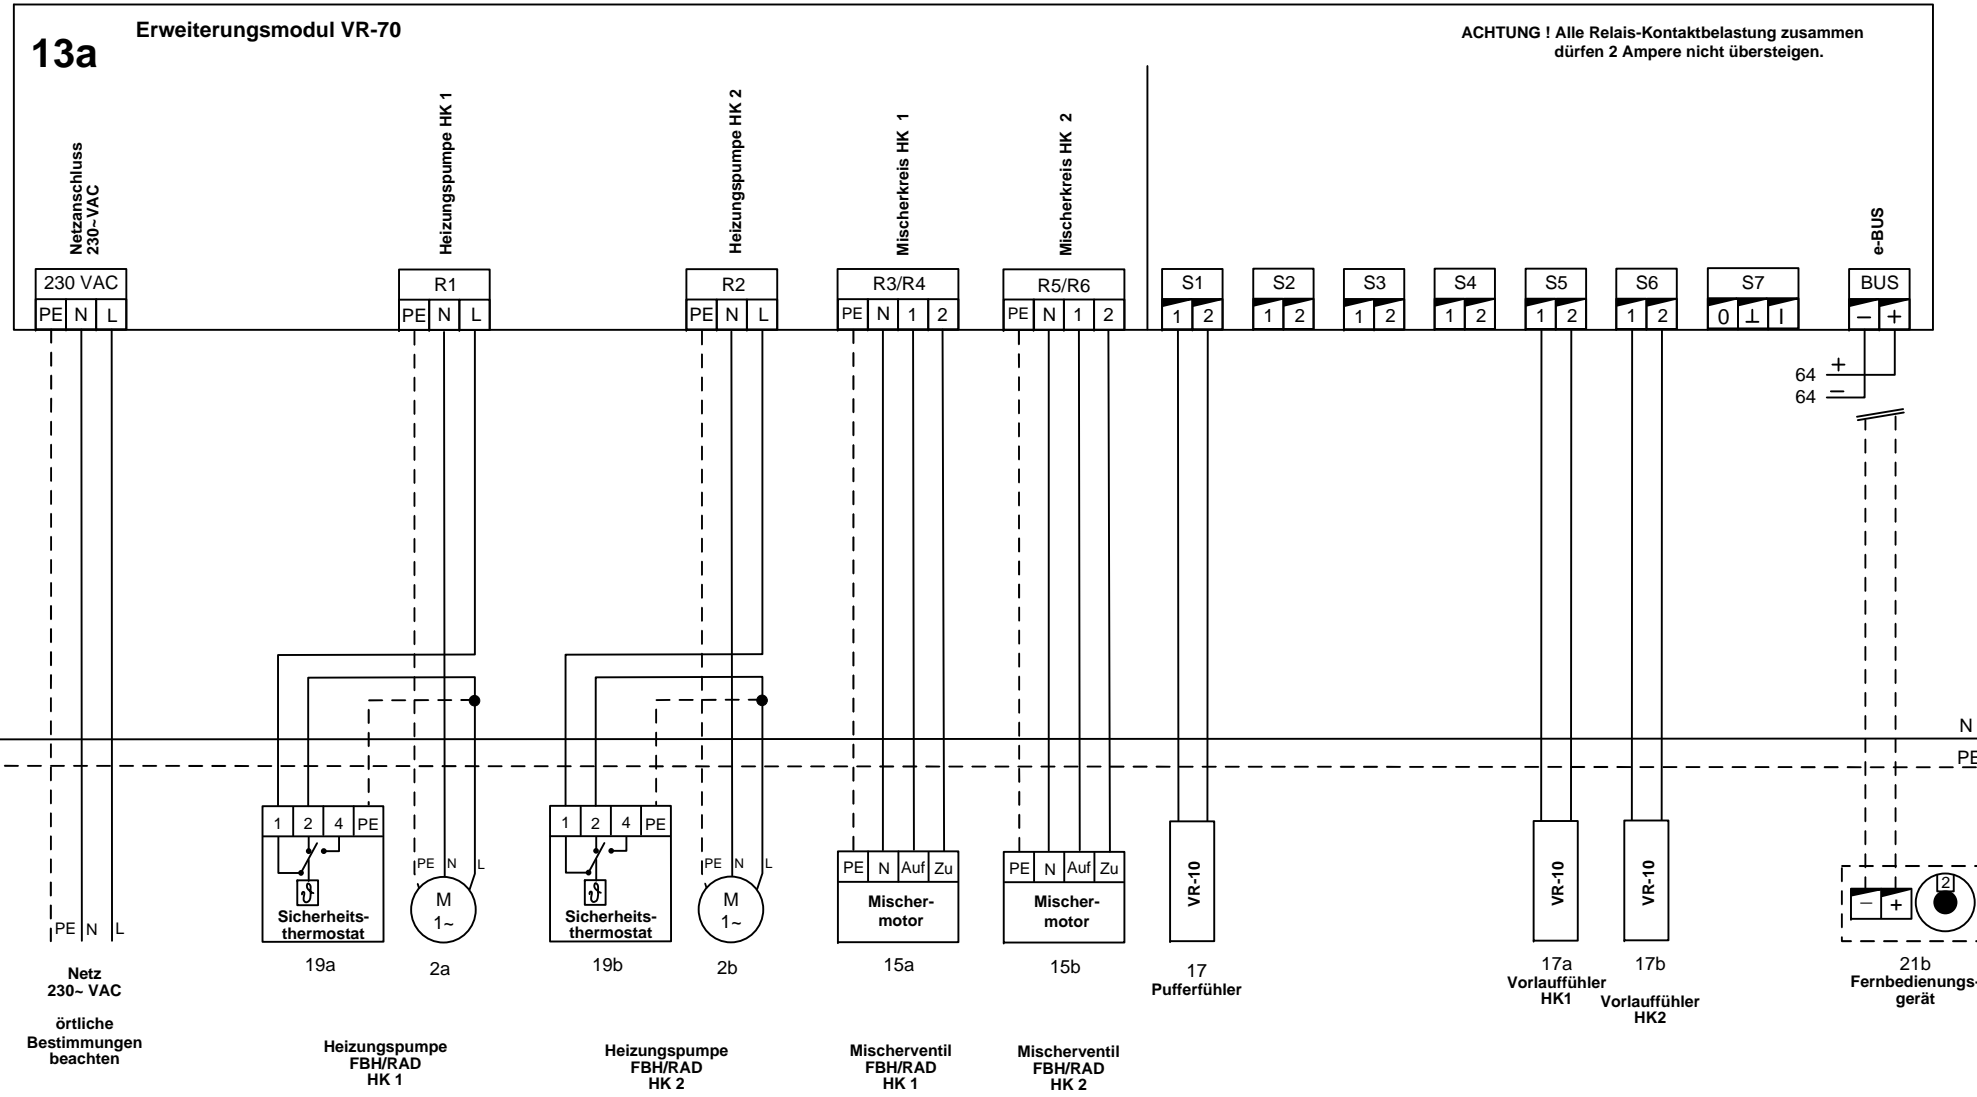 Erweiterungsmodul VR-70
13a
ACHTUNG ! Alle Relais-Kontaktbelastung zusammen
dürfen 2 Ampere nicht übersteigen.
Netzanschluss
230~VAC
Heizungspumpe HK 1
Heizungspumpe HK 2
Mischerkreis HK 1
Mischerkreis HK 2
e-BUS
230 VAC R1 R2 R3/R4 R5/R6 S1 S2 S3 S4 S5 S6 S7 BUS
PE N L PE N L PE N L PE N 1 2 PE N 1 2 1 2 1 2 1 2 1 2 1 2 1 2 0 ⊥ I − +
64 +
64 −
N
PE
1 2 4 PE
PE N L
M
1~
Sicherheits-
thermostat
1 2 4 PE
PE N L
M
1~
Sicherheits-
thermostat
PE N Auf Zu
Mischer-
motor
PE N Auf Zu
Mischer-
motor
VR-10
VR-10
VR-10
− +
2
PE N L
19a
2a
19b
2b
15a
15b
17
Pufferfühler
17a
Vorlauffühler
HK1
17b
Vorlauffühler
HK2
21b
Fernbedienungs-
gerät
Netz
230~ VAC
örtliche
Bestimmungen
beachten
Heizungspumpe
FBH/RAD
HK 1
Heizungspumpe
FBH/RAD
HK 2
Mischerventil
FBH/RAD
HK 1
Mischerventil
FBH/RAD
HK 2